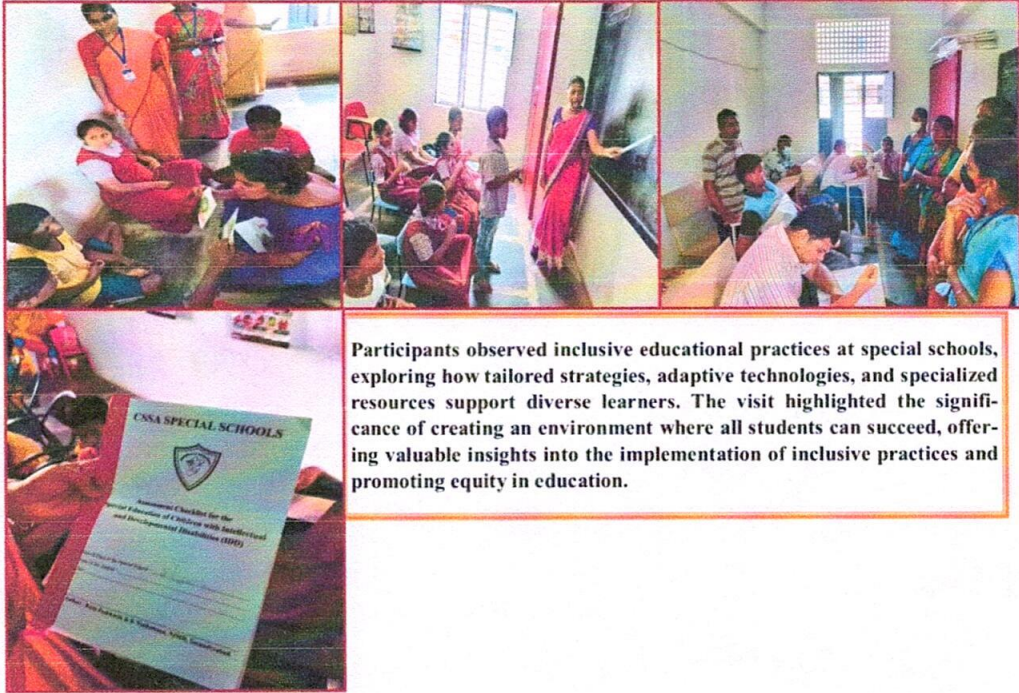 Participants observed inclusive educational practices at special schools,
exploring how tailored strategies, adaptive technologies, and specialized
resources support diverse learners. The visit highlighted the signifi-
cance of creating an environment where all students can succeed, offer-
ing valuable insights into the implementation of inclusive practices and
promoting equity in education.
CSSA SPECIAL SCHOOLS
Assessment Checklist for the
Special Education of Children with Intellectual
and Developmental Disabilities (IDD)